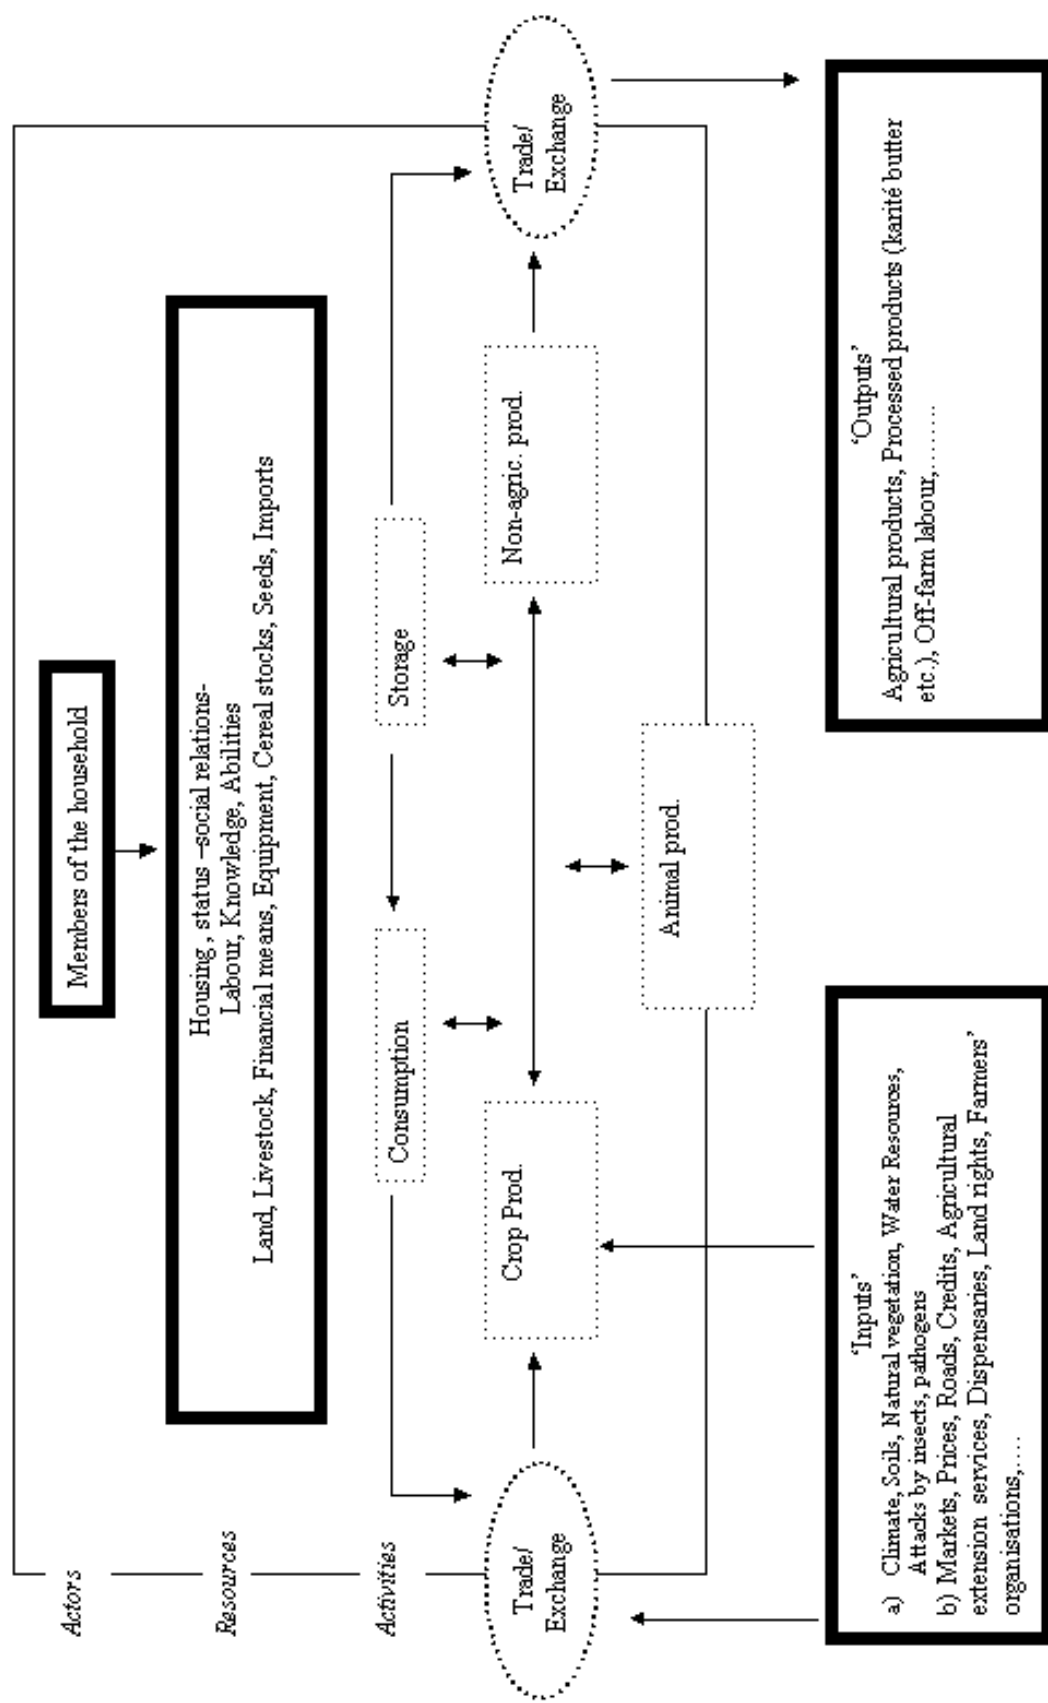 Actors
Members of the household
Resources
Housing , status –social relations-
Labour, Knowledge, Abilities
Land, Livestock, Financial means, Equipment, Cereal stocks, Seeds, Imports
Activities
Consumption
Storage
Trade/
Exchange
Crop Prod.
Non-agric. prod.
Trade/
Exchange
Animal prod.
‘Inputs’
a) Climate, Soils, Natural vegetation, Water Resources,
Attacks by insects, pathogens
b) Markets, Prices, Roads, Credits, Agricultural
extension services, Dispensaries, Land rights, Farmers’
organisations,....
‘Outputs’
Agricultural products, Processed products (karité butter
etc.), Off-farm labour,.........